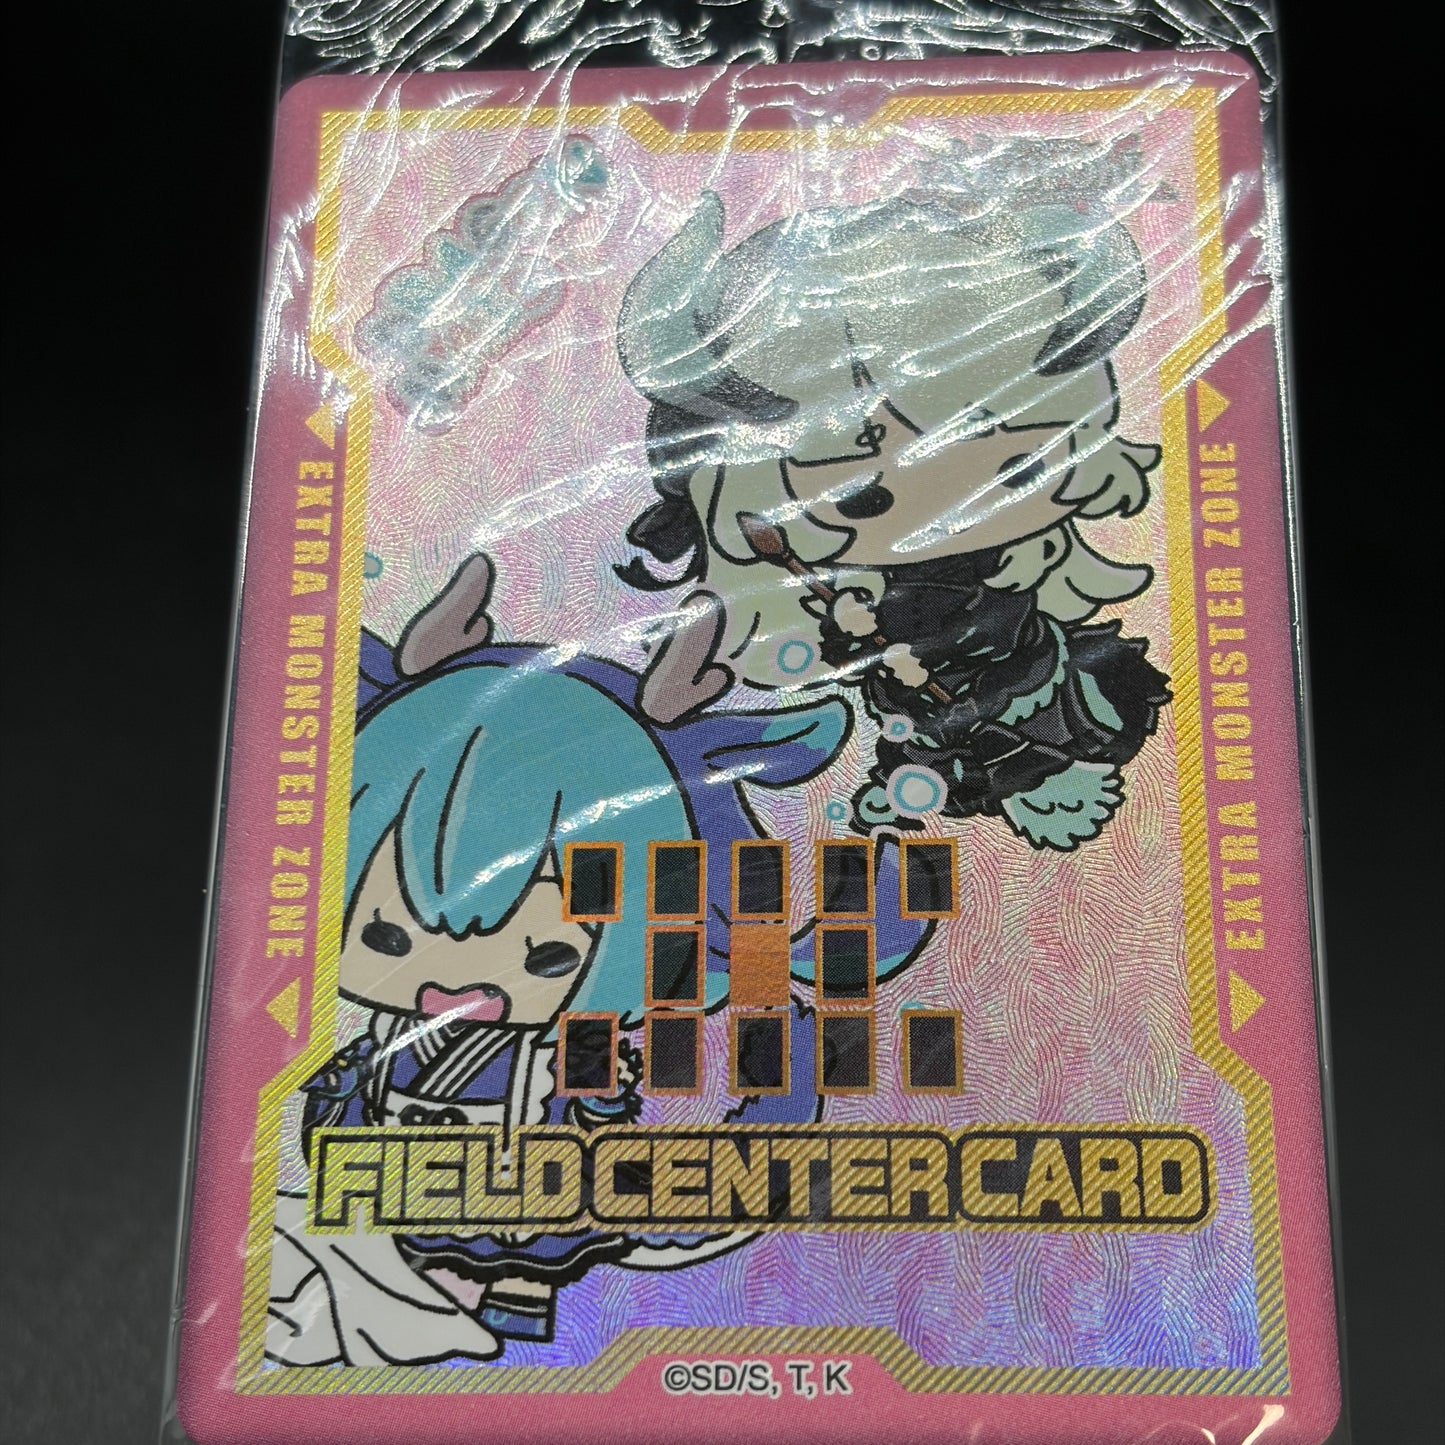 EXTRA MONSTER ZONE
EXTRA MONSTER ZONE
FIELD CENTER CARD
©SD/S, T, K